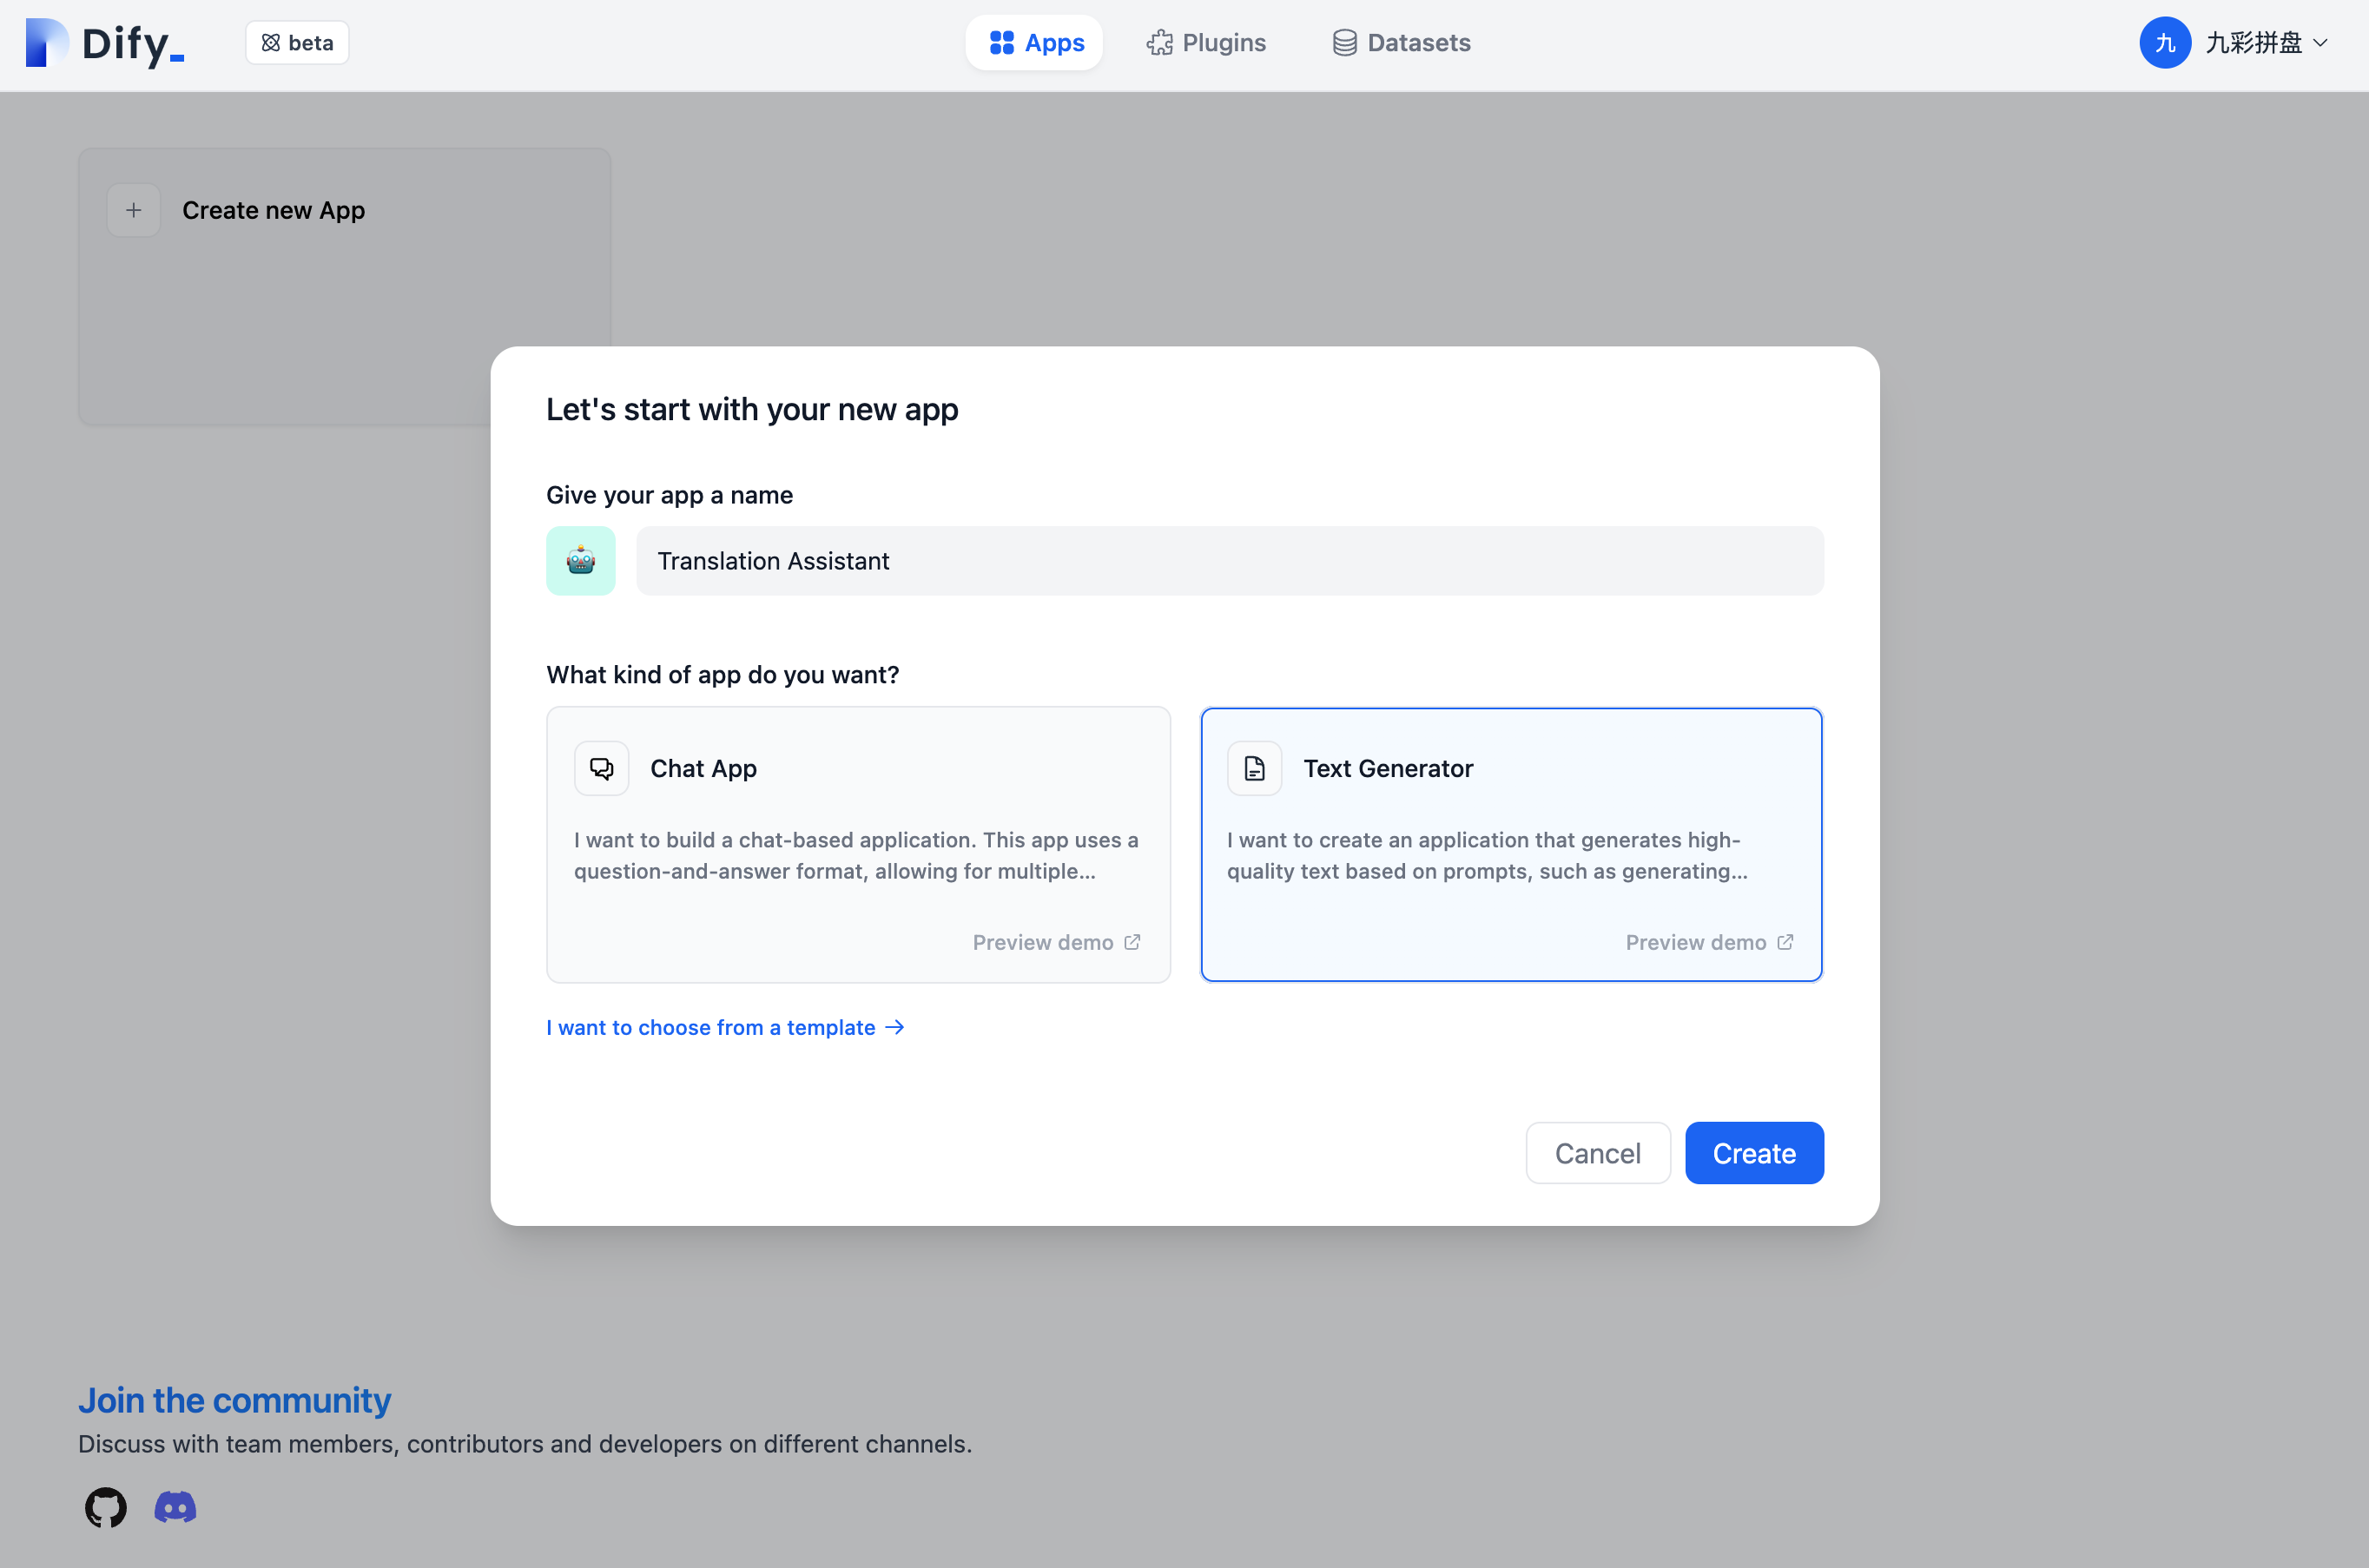 Dify_
beta
Apps
Plugins
Datasets
九
九彩拼盘
Create new App
Let's start with your new app
Give your app a name
Translation Assistant
What kind of app do you want?
Chat App
I want to build a chat-based application. This app uses a
question-and-answer format, allowing for multiple...
Preview demo
Text Generator
I want to create an application that generates high-
quality text based on prompts, such as generating...
Preview demo
I want to choose from a template →
Cancel
Create
Join the community
Discuss with team members, contributors and developers on different channels.